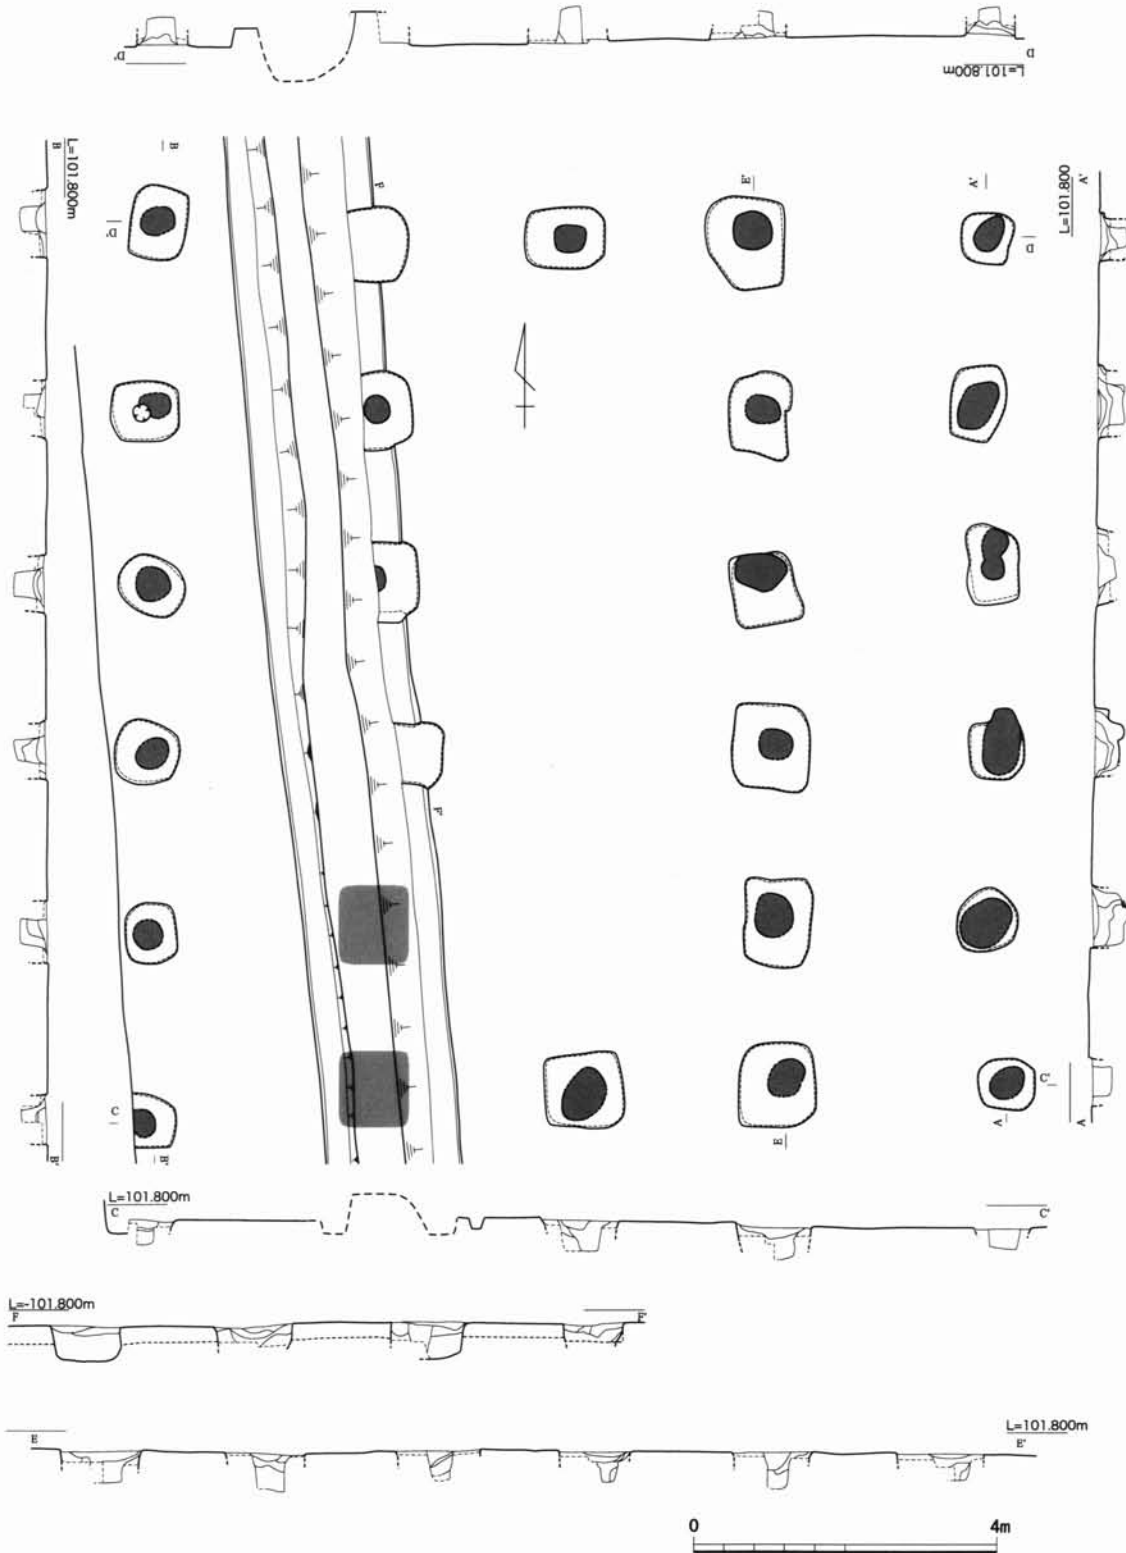 D'
D
L=101.800m
B
L=101.800m
B
D'
F
E'
A'
D
L=101.800
A'
F'
C
B'
B'
E
C'
A
A
L=101.800m
C
C'
L=-101.800m
F
F'
E
L=101.800m
E'
0
4m